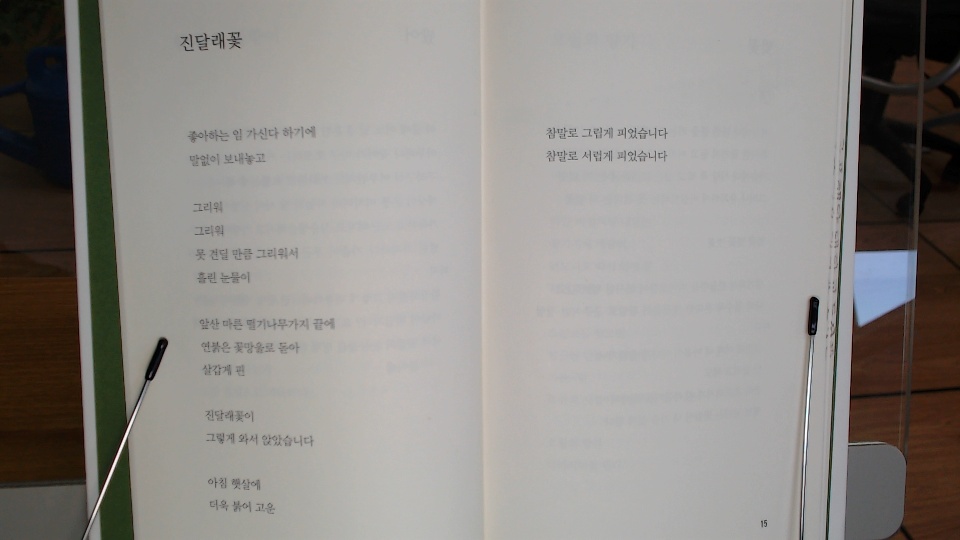 진달래꽃
좋아하는 임 가신다 하기에
말없이 보내놓고
그리워
그리워
못 견딜 만큼 그리워서
흘린 눈물이
앞산 마른 떨기나무가지 끝에
연붉은 꽃망울로 돋아
살갑게 핀
진달래꽃이
그렇게 와서 앉았습니다
아침 햇살에
더욱 붉어 고운
참말로 그립게 피었습니다
참말로 서럽게 피었습니다
15